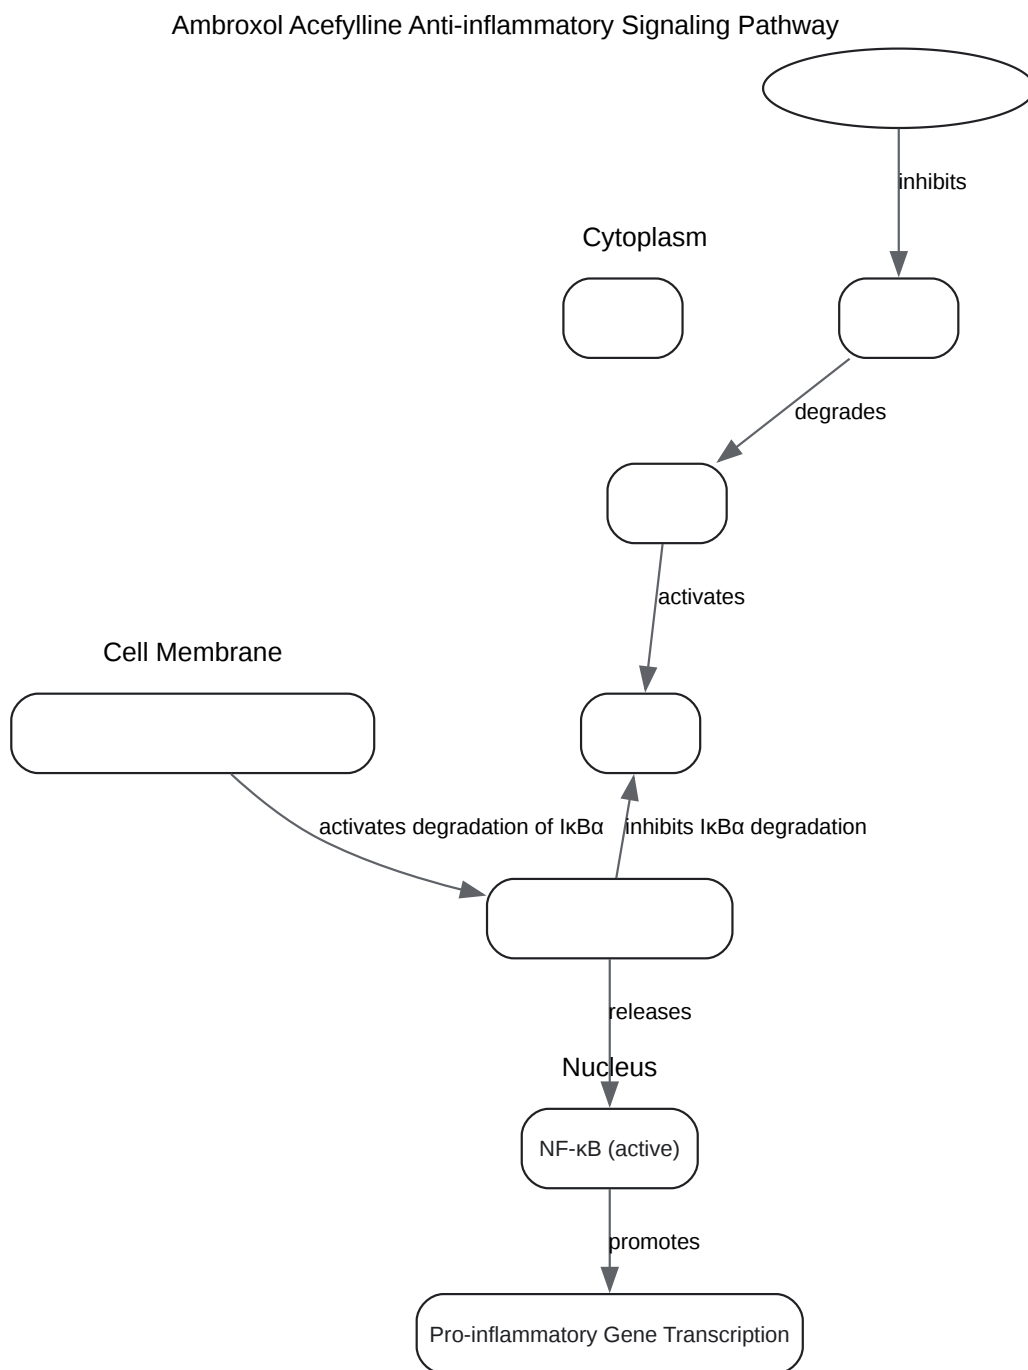 Ambroxol Acefylline Anti-inflammatory Signaling Pathway
inhibits
Cytoplasm
degrades
activates
Cell Membrane
activates degradation of IκBα
inhibits IκBα degradation
releases
Nucleus
NF-κB (active)
promotes
Pro-inflammatory Gene Transcription